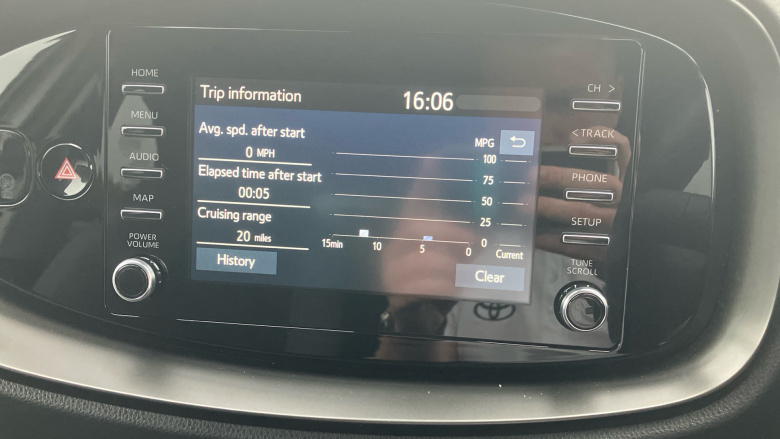 HOME
MENU
AUDIO
MAP
POWER
VOLUME
Trip information
16:06
Avg. spd. after start
0 MPH
Elapsed time after start
00:05
Cruising range
20 miles
History
MPG
100
75
50
25
0
15min 10 5 0 Current
Clear
CH >
< TRACK
PHONE
SETUP
TUNE
SCROLL